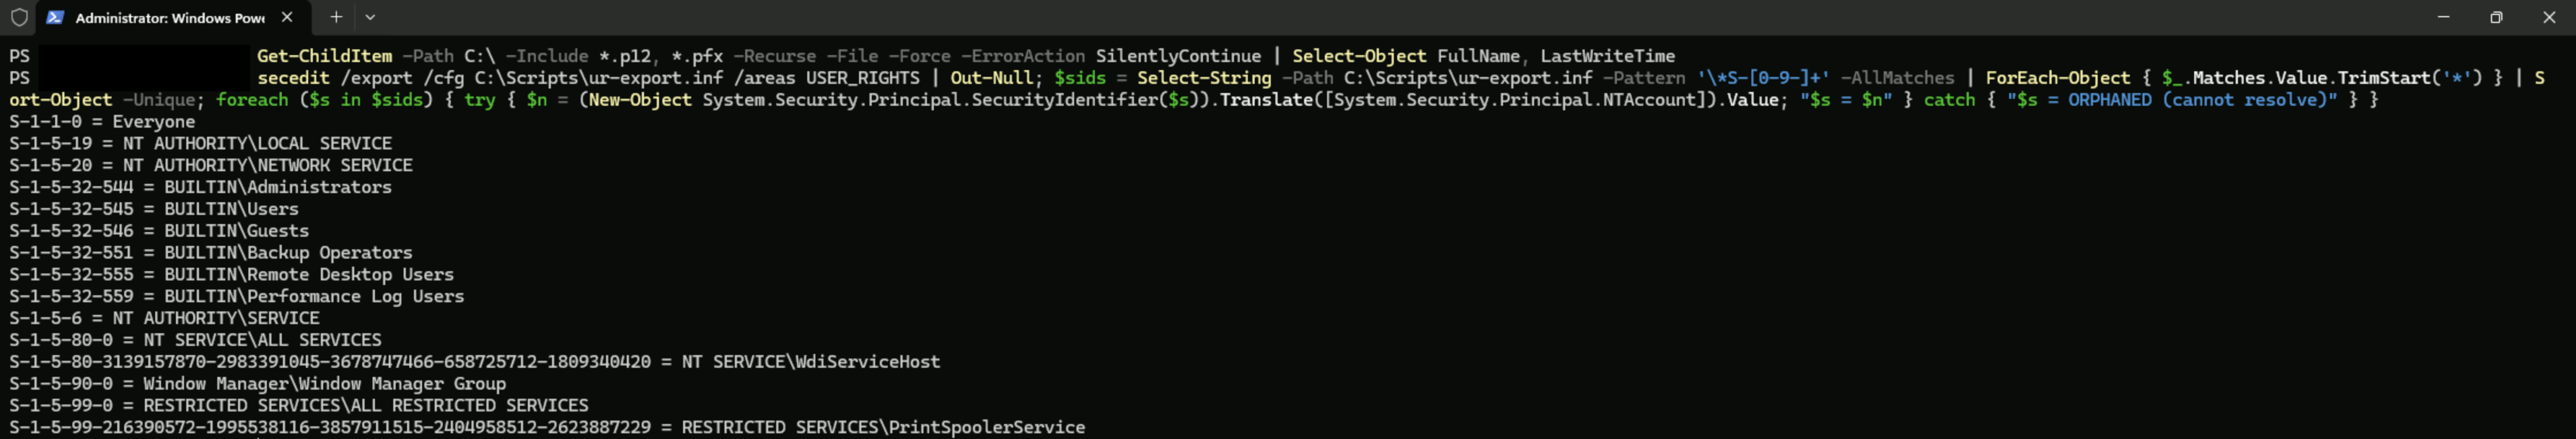 Administrator: Windows Powe
PS Get-ChildItem -Path C:\ -Include *.p12, *.pfx -Recurse -File -Force -ErrorAction SilentlyContinue | Select-Object FullName, LastWriteTime
PS secedit /export /cfg C:\Scripts\ur-export.inf /areas USER_RIGHTS | Out-Null; $sids = Select-String -Path C:\Scripts\ur-export.inf -Pattern '\*S-[0-9-]+' -AllMatches | ForEach-Object { $_.Matches.Value.TrimStart('*') } | S
ort-Object -Unique; foreach ($s in $sids) { try { $n = (New-Object System.Security.Principal.SecurityIdentifier($s)).Translate([System.Security.Principal.NTAccount]).Value; "$s = $n" } catch { "$s = ORPHANED (cannot resolve)" } }
S-1-1-0 = Everyone
S-1-5-19 = NT AUTHORITY\LOCAL SERVICE
S-1-5-20 = NT AUTHORITY\NETWORK SERVICE
S-1-5-32-544 = BUILTIN\Administrators
S-1-5-32-545 = BUILTIN\Users
S-1-5-32-546 = BUILTIN\Guests
S-1-5-32-551 = BUILTIN\Backup Operators
S-1-5-32-555 = BUILTIN\Remote Desktop Users
S-1-5-32-559 = BUILTIN\Performance Log Users
S-1-5-6 = NT AUTHORITY\SERVICE
S-1-5-80-0 = NT SERVICE\ALL SERVICES
S-1-5-80-3139157870-2983391045-3678747466-658725712-1809340420 = NT SERVICE\WdiServiceHost
S-1-5-90-0 = Window Manager\Window Manager Group
S-1-5-99-0 = RESTRICTED SERVICES\ALL RESTRICTED SERVICES
S-1-5-99-216390572-1995538116-3857911515-2404958512-2623887229 = RESTRICTED SERVICES\PrintSpoolerService